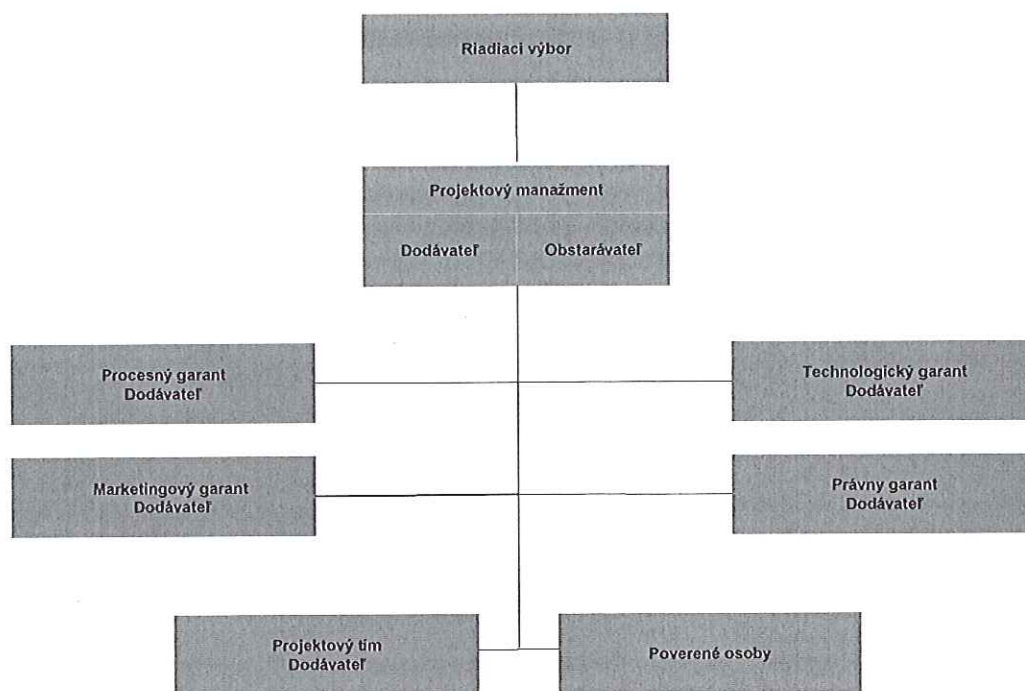 Riadiaci výbor
Projektový manažment
Dodávateľ
Obstarávateľ
Procesný garant
Dodávateľ
Technologický garant
Dodávateľ
Marketingový garant
Dodávateľ
Právny garant
Dodávateľ
Projektový tím
Dodávateľ
Poverené osoby